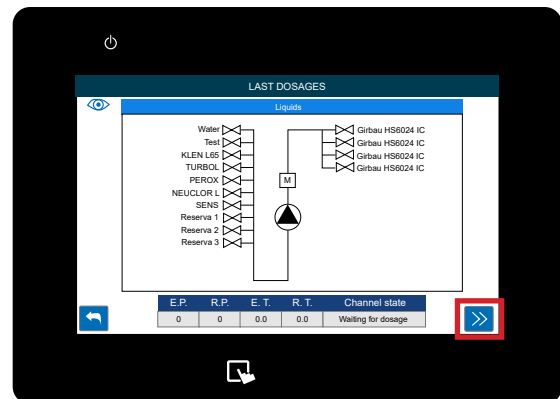 LAST DOSAGES
Liquids
Water
Test
KLEN L65
TURBOL
PEROX
NEUCLOR L
SENS
Reserva 1
Reserva 2
Reserva 3
M
Girbau HS6024 IC
Girbau HS6024 IC
Girbau HS6024 IC
Girbau HS6024 IC
E.P. R.P. E. T. R. T. Channel state
0 0 0.0 0.0 Waiting for dosage